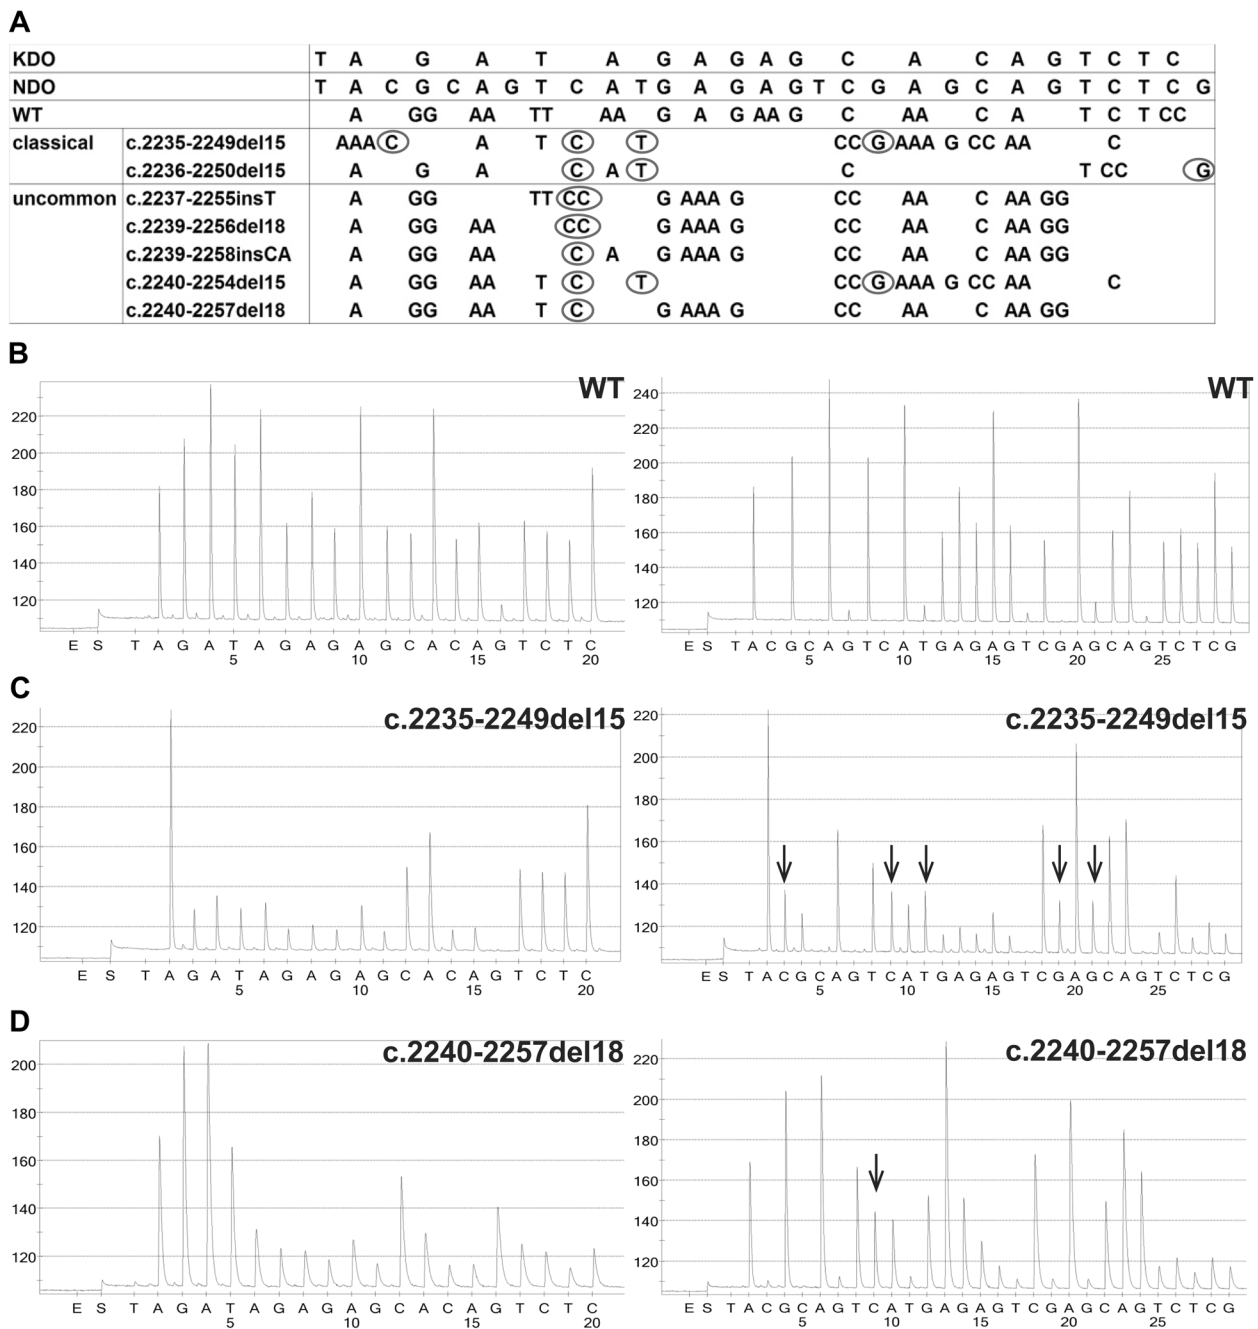 A
KDO T A G A T A G A G A G C A C A G T C T C
NDO T A C G C A G T C A T G A G A G T C G A G C A G T C T C G
WT A GG AA TT AA G A G AA G C AA C A T C T CC
classical c.2235-2249del15 AAA C A T C T CC G AAA G CC AA C
c.2236-2250del15 A G A C A T C T CC G
uncommon c.2237-2255insT A GG TT CC G AAA G CC AA C AA GG
c.2239-2256del18 A GG AA CC G AAA G CC AA C AA GG
c.2239-2258insCA A GG AA C A G AAA G CC AA C AA GG
c.2240-2254del15 A GG AA T C T CC G AAA G CC AA C
c.2240-2257del18 A GG AA T C G AAA G CC AA C AA GG
B
WT WT
220
200
180
160
140
120
E S T A G A T A G A G A G C A C A G T C T C
5 10 15 20
240
220
200
180
160
140
120
E S T A C G C A G T C A T G A G A G T C G A G C A G T C T C G
5 10 15 20 25
C
c.2235-2249del15 c.2235-2249del15
220
200
180
160
140
120
E S T A G A T A G A G A G C A C A G T C T C
5 10 15 20
220
200
180
160
140
120
E S T A C G C A G T C A T G A G A G T C G A G C A G T C T C G
5 10 15 20 25
D
c.2240-2257del18 c.2240-2257del18
200
180
160
140
120
E S T A G A T A G A G A G C A C A G T C T C
5 10 15 20
220
200
180
160
140
120
E S T A C G C A G T C A T G A G A G T C G A G C A G T C T C G
5 10 15 20 25